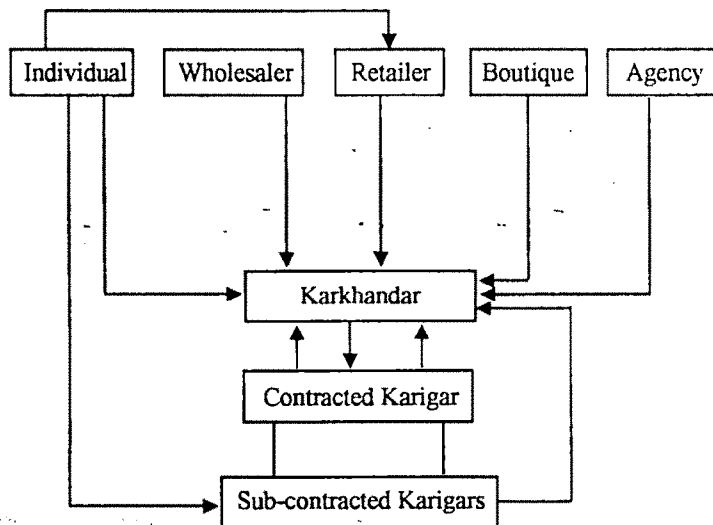 Individual
Wholesaler
Retailer
Boutique
Agency
Karkhandar
Contracted Karigar
Sub-contracted Karigars